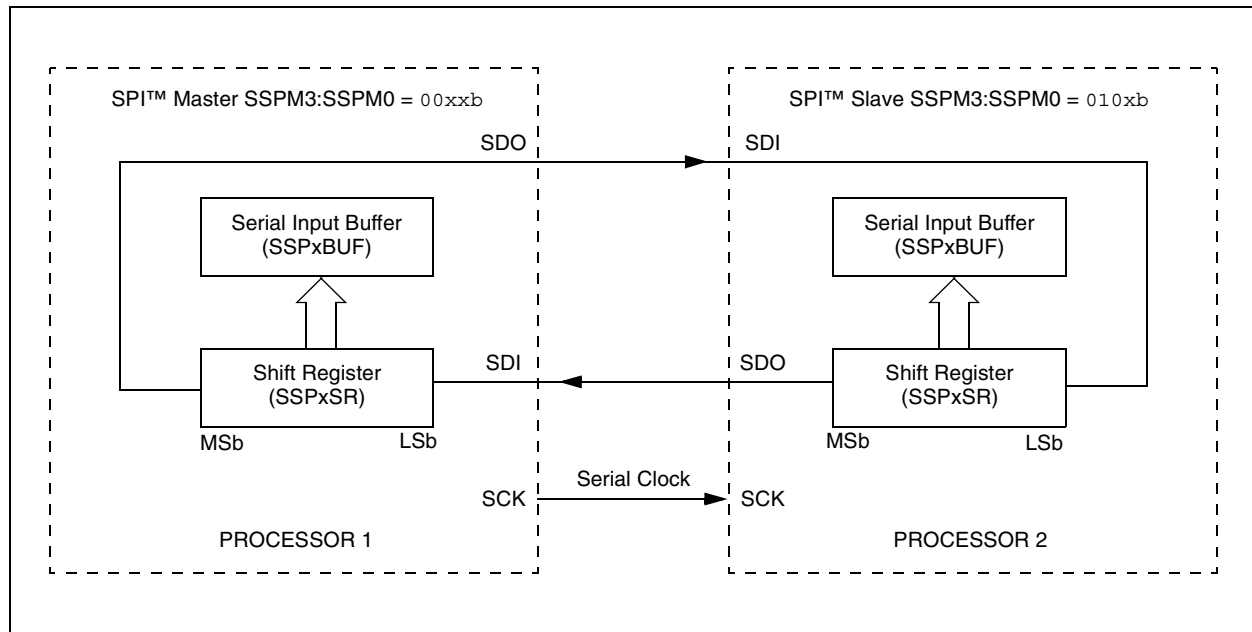 SPI™ Master SSPM3:SSPM0 = 00xxb
SDO
Serial Input Buffer
(SSPxBUF)
SDI
Shift Register
(SSPxSR)
MSb
LSb
SCK
PROCESSOR 1
Serial Clock
SPI™ Slave SSPM3:SSPM0 = 010xb
SDI
Serial Input Buffer
(SSPxBUF)
SDO
Shift Register
(SSPxSR)
MSb
LSb
SCK
PROCESSOR 2